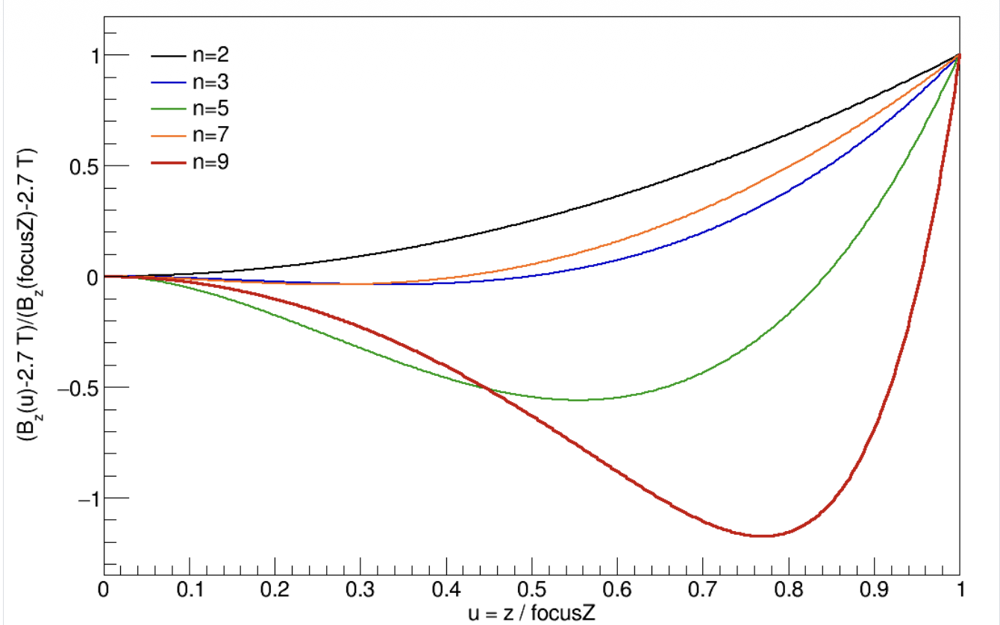 n=2
n=3
n=5
n=7
n=9
1
0.5
0
−0.5
−1
(B_z(u)-2.7 T)/(B_z(focusZ)-2.7 T)
0 0.1 0.2 0.3 0.4 0.5 0.6 0.7 0.8 0.9 1
u = z / focusZ